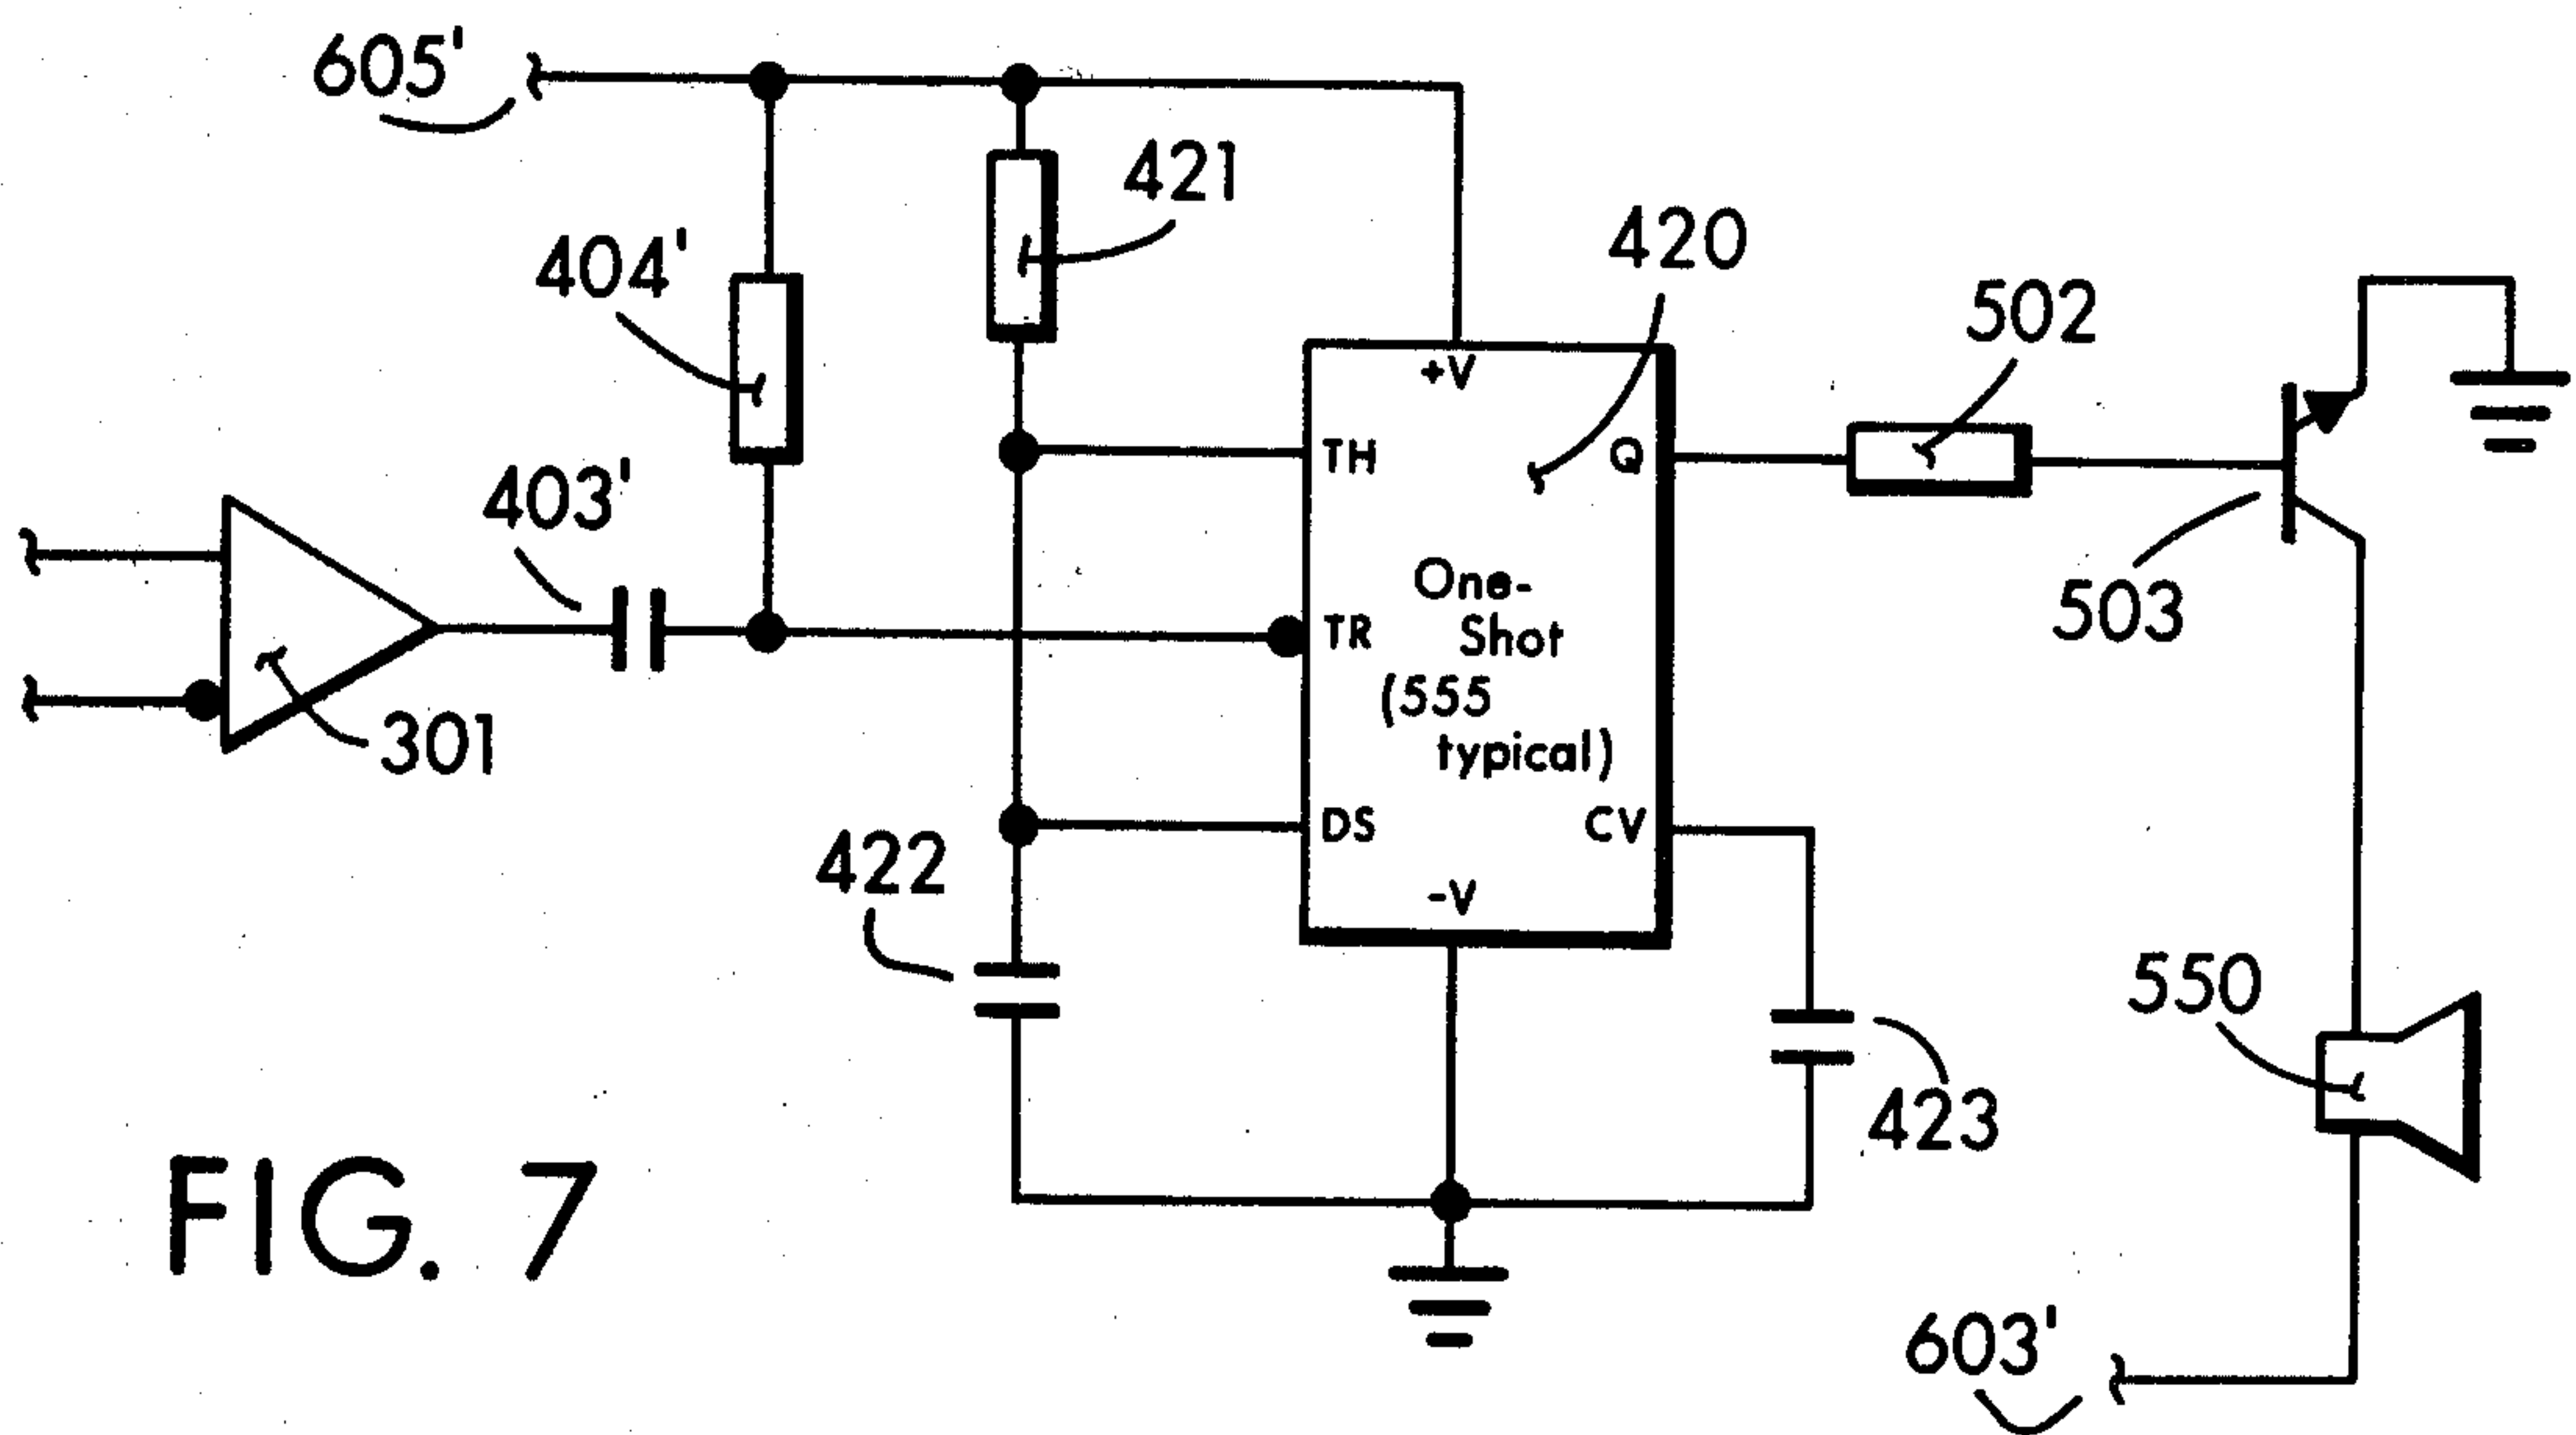 605'
421
404'
420
502
+V
TH
Q
403'
One-
Shot
TR
503
(555
typical)
301
DS
CV
422
-V
550
423
FIG. 7
603'